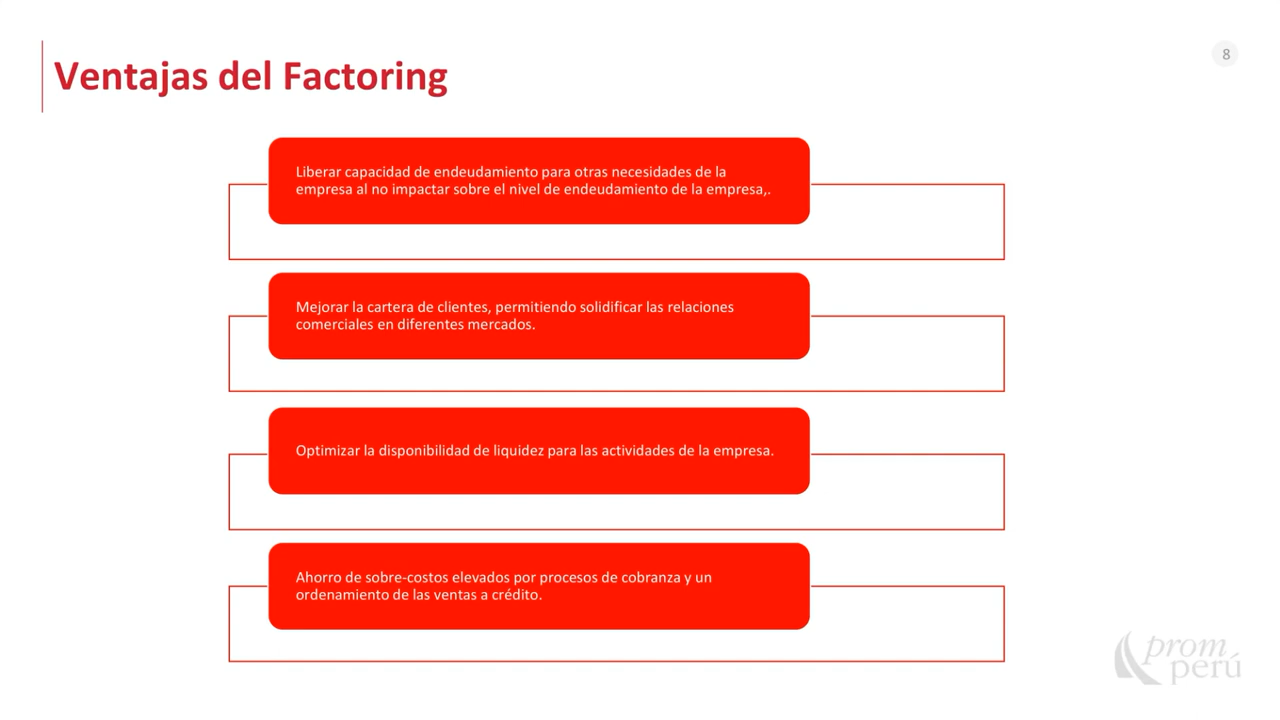 Ventajas del Factoring
8
Liberar capacidad de endeudamiento para otras necesidades de la
empresa al no impactar sobre el nivel de endeudamiento de la empresa,.
Mejorar la cartera de clientes, permitiendo solidificar las relaciones
comerciales en diferentes mercados.
Optimizar la disponibilidad de liquidez para las actividades de la empresa.
Ahorro de sobre-costos elevados por procesos de cobranza y un
ordenamiento de las ventas a crédito.
prom
perú